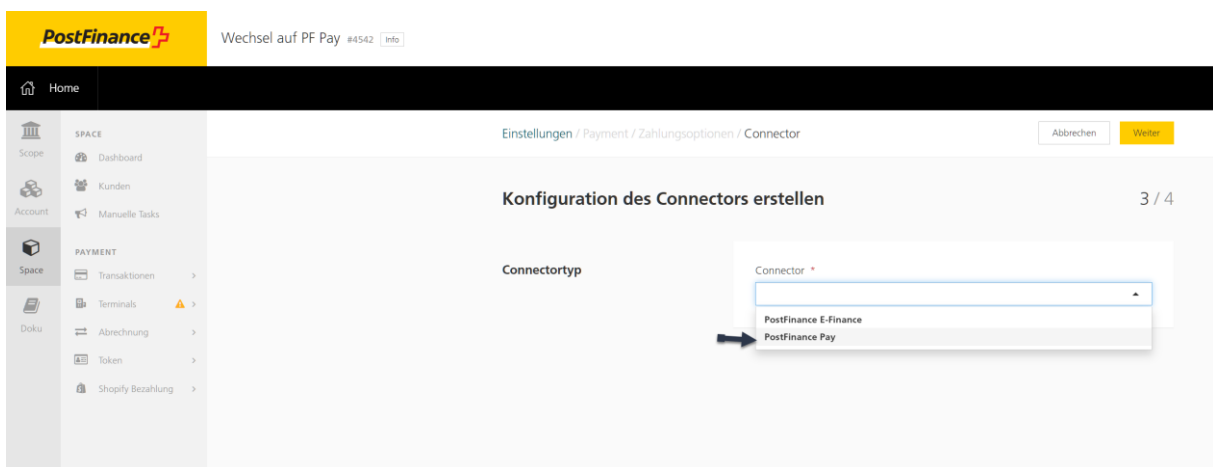 PostFinance
Wechsel auf PF Pay #4542 Info
Home
Scope
Account
Space
Doku
SPACE
Dashboard
Kunden
Manuelle Tasks
PAYMENT
Transaktionen
Terminals
Abrechnung
Token
Shopify Bezahlung
Einstellungen / Payment / Zahlungsoptionen / Connector
Abbrechen
Weiter
Konfiguration des Connectors erstellen
3 / 4
Connectortyp
Connector *
PostFinance E-Finance
PostFinance Pay